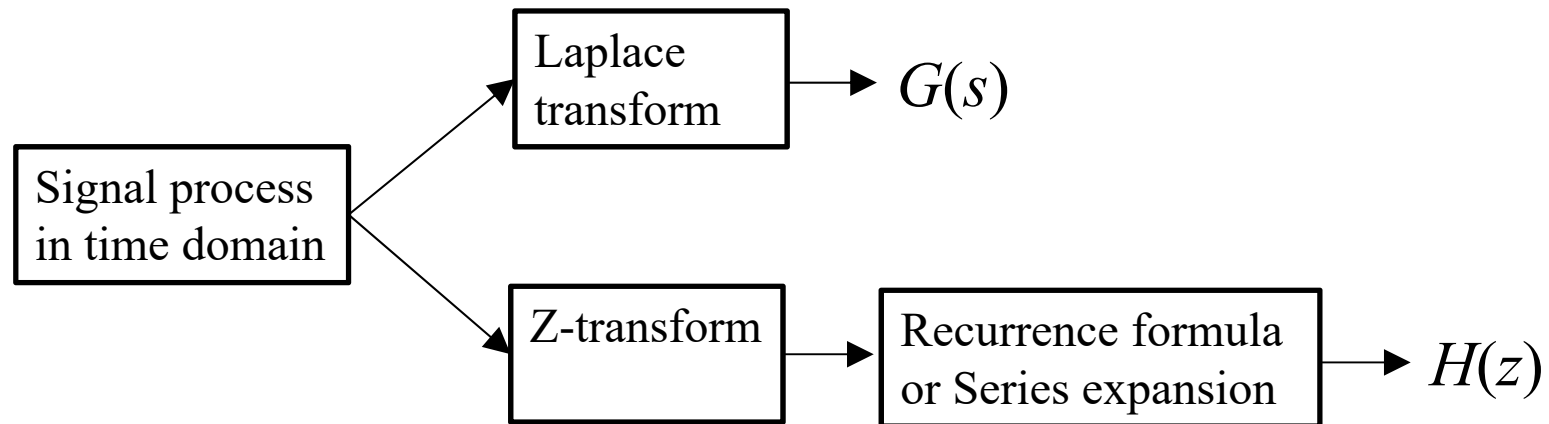 Laplace
transform
G(s)
Signal process
in time domain
Z-transform
Recurrence formula
or Series expansion
H(z)